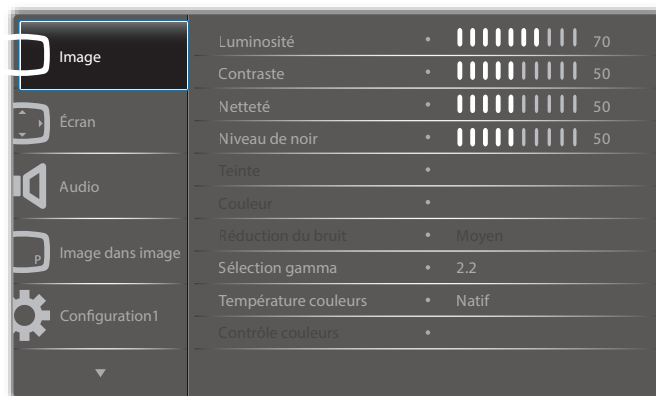 Image
Écran
Audio
P
Image dans image
Configuration1
Luminosité • 70
Contraste • 50
Netteté • 50
Niveau de noir • 50
Teinte •
Couleur •
Réduction du bruit • Moyen
Sélection gamma • 2.2
Température couleurs • Natif
Contrôle couleurs •